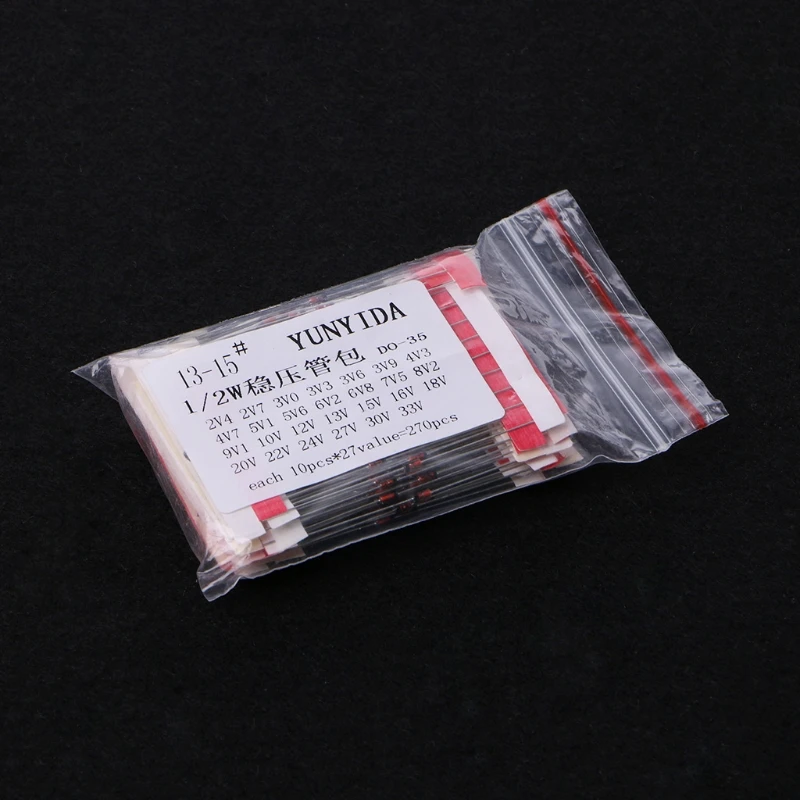 13-15# YUNYIDA
1/2W稳压管包 DO-35
2V4 2V7 3V0 3V3 3V6 3V9 4V3
4V7 5V1 5V6 6V2 6V8 7V5 8V2
9V1 10V 12V 13V 15V 16V 18V
20V 22V 24V 27V 30V 33V
each 10pcs*27value=270pcs